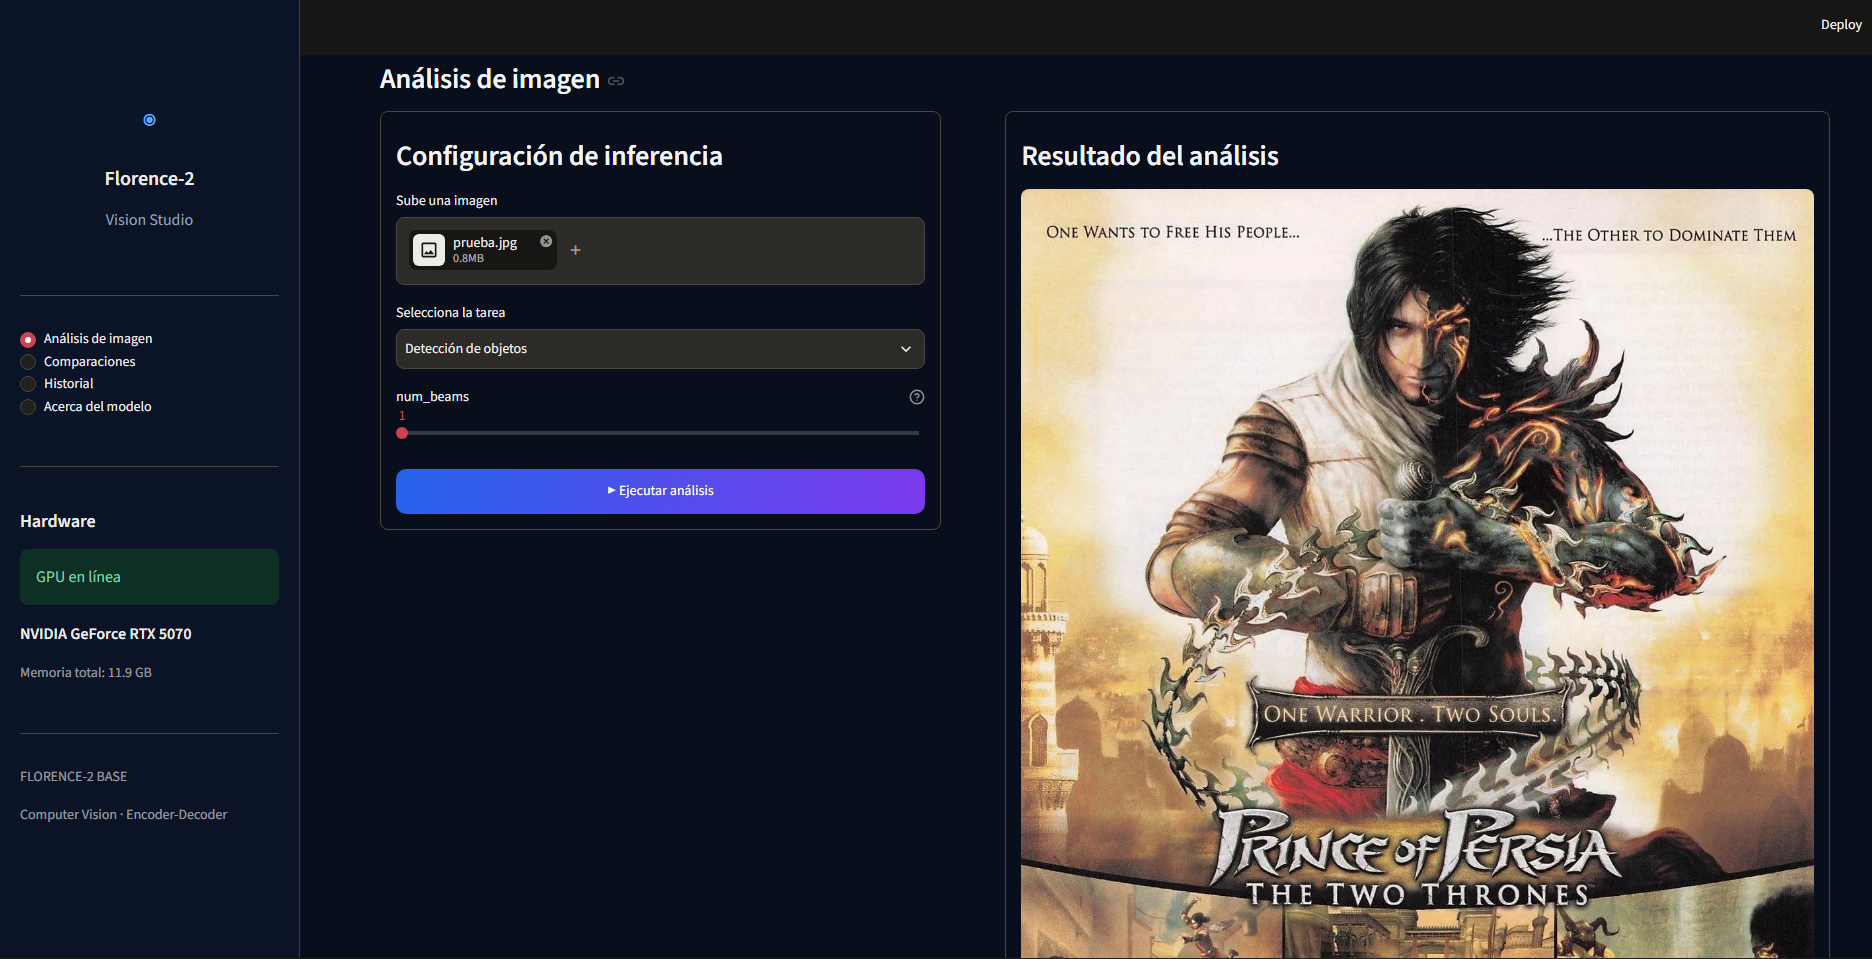 Deploy
Florence-2
Vision Studio
Análisis de imagen
Comparaciones
Historial
Acerca del modelo
Hardware
GPU en línea
NVIDIA GeForce RTX 5070
Memoria total: 11.9 GB
FLORENCE-2 BASE
Computer Vision · Encoder-Decoder
Análisis de imagen
Configuración de inferencia
Sube una imagen
prueba.jpg
0.8MB
Selecciona la tarea
Detección de objetos
num_beams
1
Ejecutar análisis
Resultado del análisis
ONE WANTS TO FREE HIS PEOPLE...
...THE OTHER TO DOMINATE THEM
ONE WARRIOR . TWO SOULS.
PRINCE OF PERSIA
THE TWO THRONES